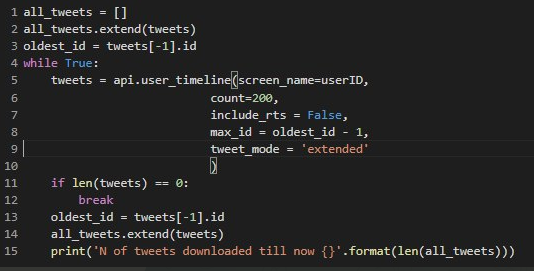 1 all_tweets = []
2 all_tweets.extend(tweets)
3 oldest_id = tweets[-1].id
4 while True:
5     tweets = api.user_timeline(screen_name=userID,
6                            count=200,
7                            include_rts = False,
8                            max_id = oldest_id - 1,
9                            tweet_mode = 'extended'
10                            )
11     if len(tweets) == 0:
12         break
13     oldest_id = tweets[-1].id
14     all_tweets.extend(tweets)
15     print('N of tweets downloaded till now {}'.format(len(all_tweets)))